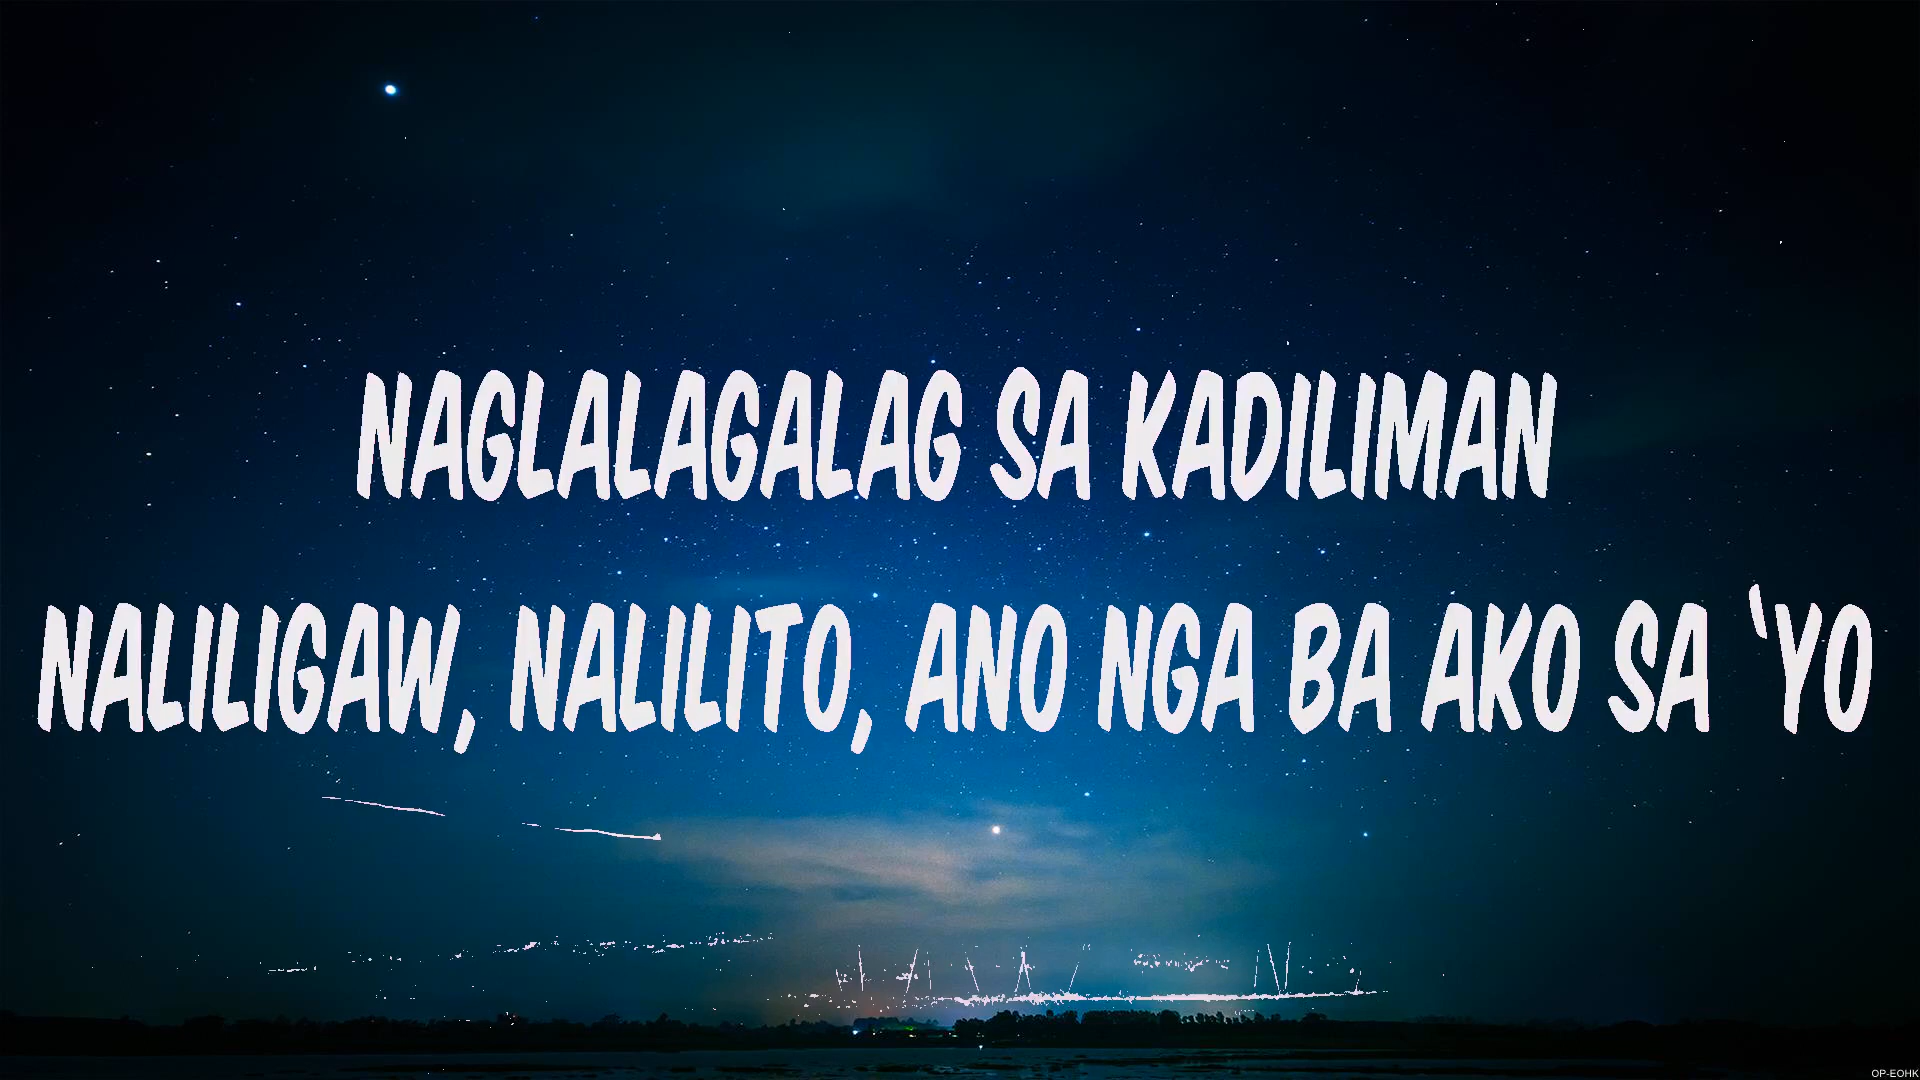 NAGLALAGALAG SA KADILIMAN
NALILIGAW, NALILITO, ANO NGA BA AKO SA ‘YO
OP-EOHK